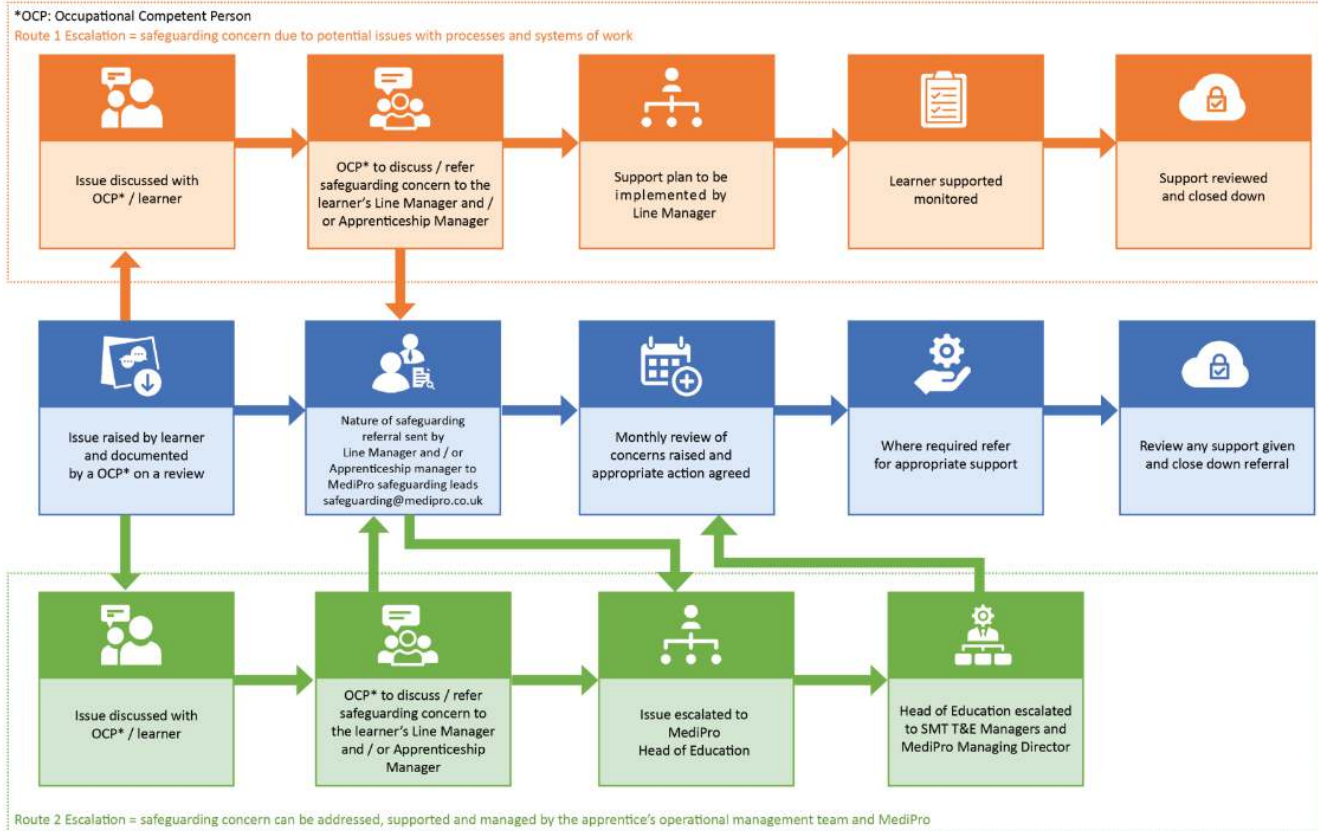 *OCP: Occupational Competent Person
Route 1 Escalation = safeguarding concern due to potential issues with processes and systems of work
Issue discussed with
OCP* / learner
OCP* to discuss / refer
safeguarding concern to the
learner's Line Manager and /
or Apprenticeship Manager
Support plan to be
implemented by
Line Manager
Learner supported
monitored
Support reviewed
and closed down
Issue raised by learner
and documented
by a OCP* on a review
Nature of safeguarding
referral sent by
Line Manager and / or
Apprenticeship manager to
MediPro safeguarding leads
safeguarding@medipro.co.uk
Monthly review of
concerns raised and
appropriate action agreed
Where required refer
for appropriate support
Review any support given
and close down referral
Issue discussed with
OCP* / learner
OCP* to discuss / refer
safeguarding concern to
the learner's Line Manager
and / or Apprenticeship
Manager
Issue escalated to
MediPro
Head of Education
Head of Education escalated
to SMT T&E Managers and
MediPro Managing Director
Route 2 Escalation = safeguarding concern can be addressed, supported and managed by the apprentice's operational management team and MediPro